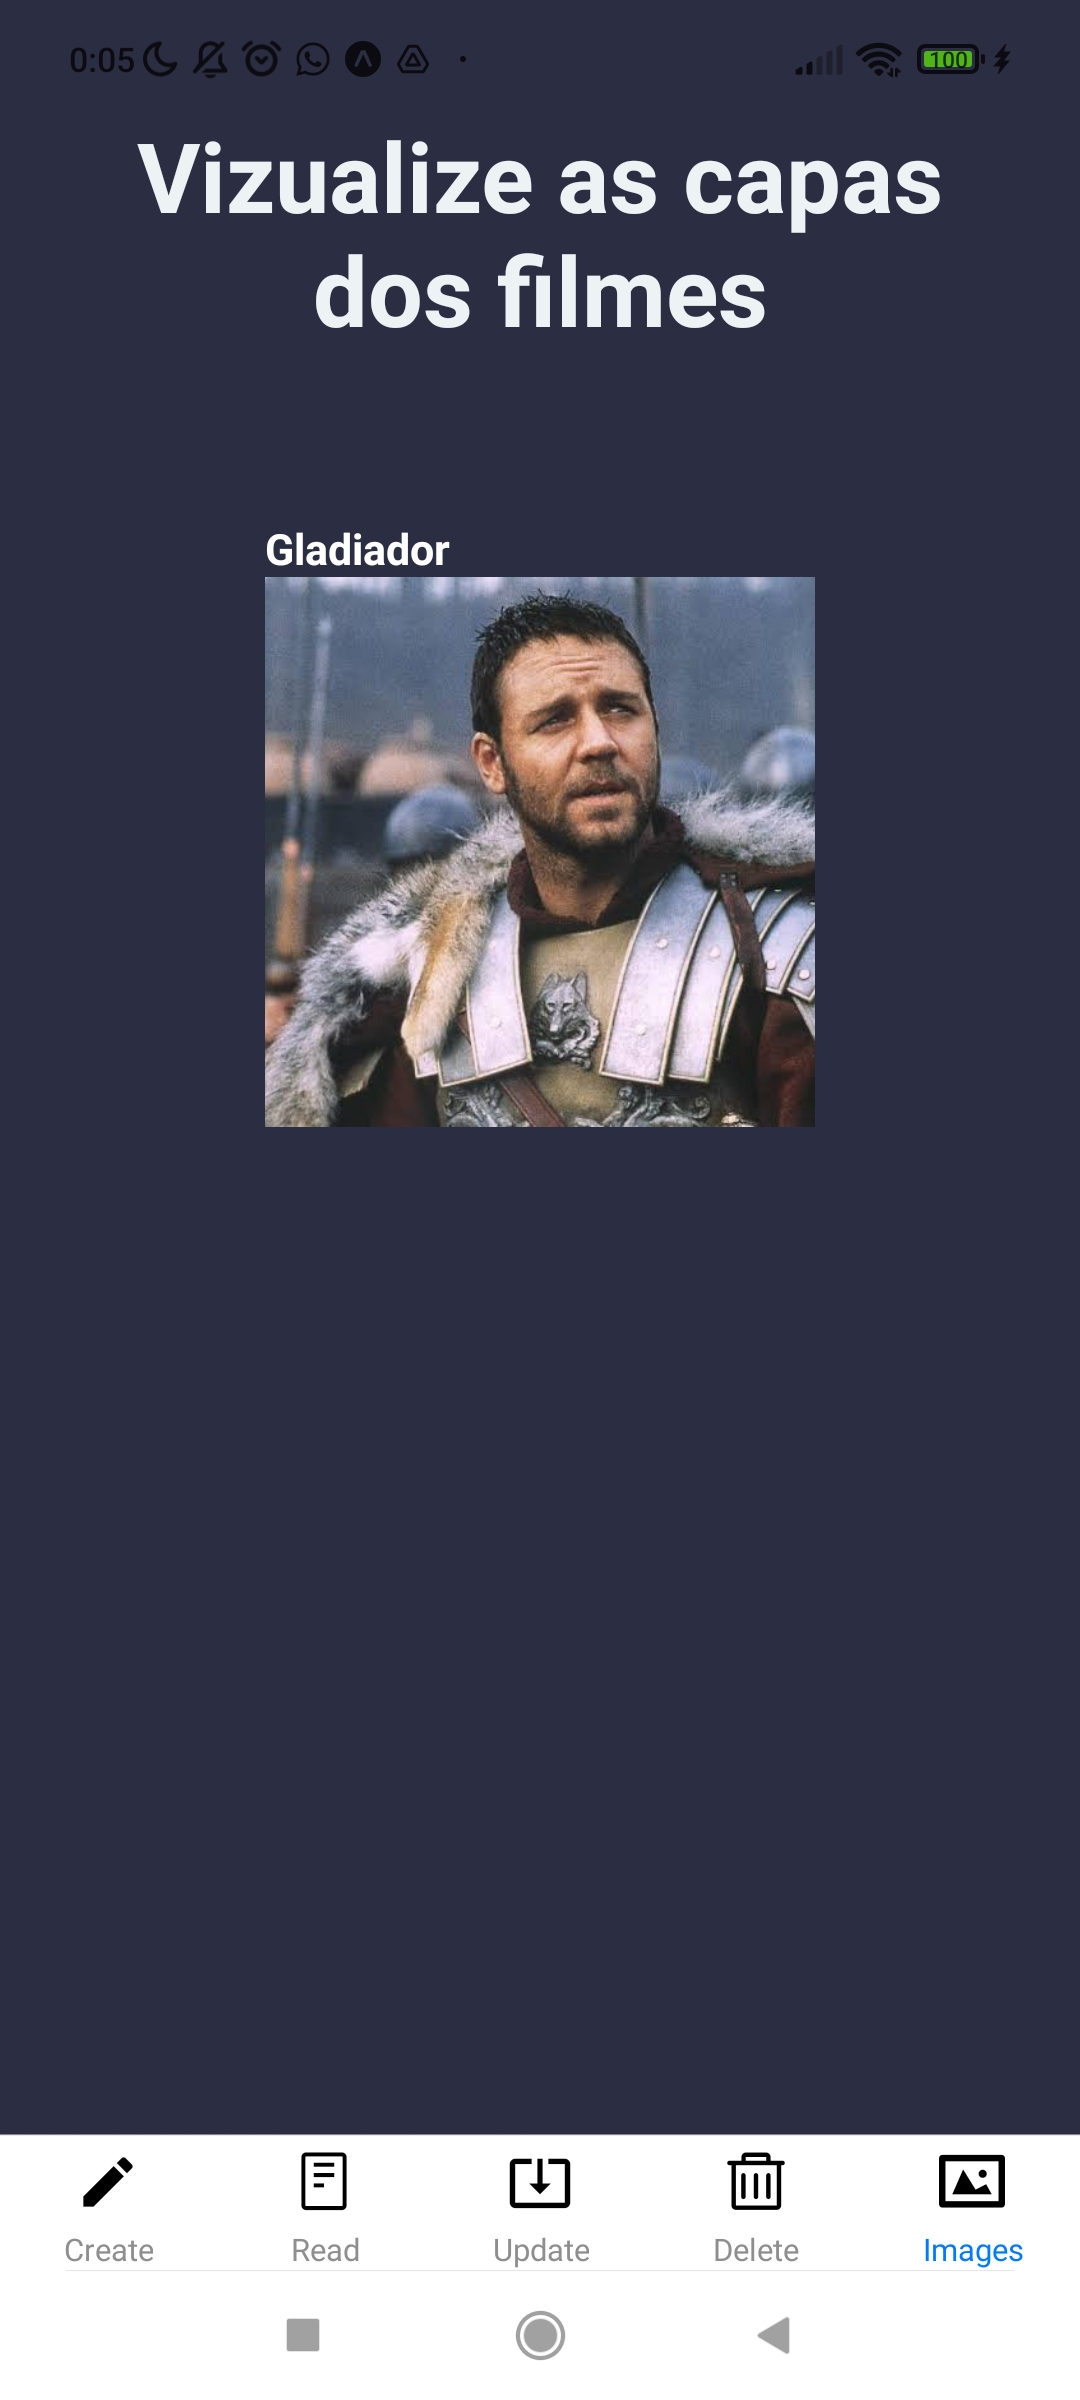 0:05
100
Vizualize as capas
dos filmes
Gladiador
Create
Read
Update
Delete
Images